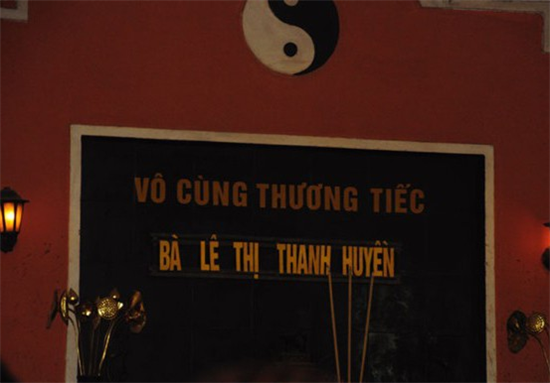 VÔ CÙNG THƯƠNG TIẾC
BÀ LÊ THỊ THANH HUYỀN